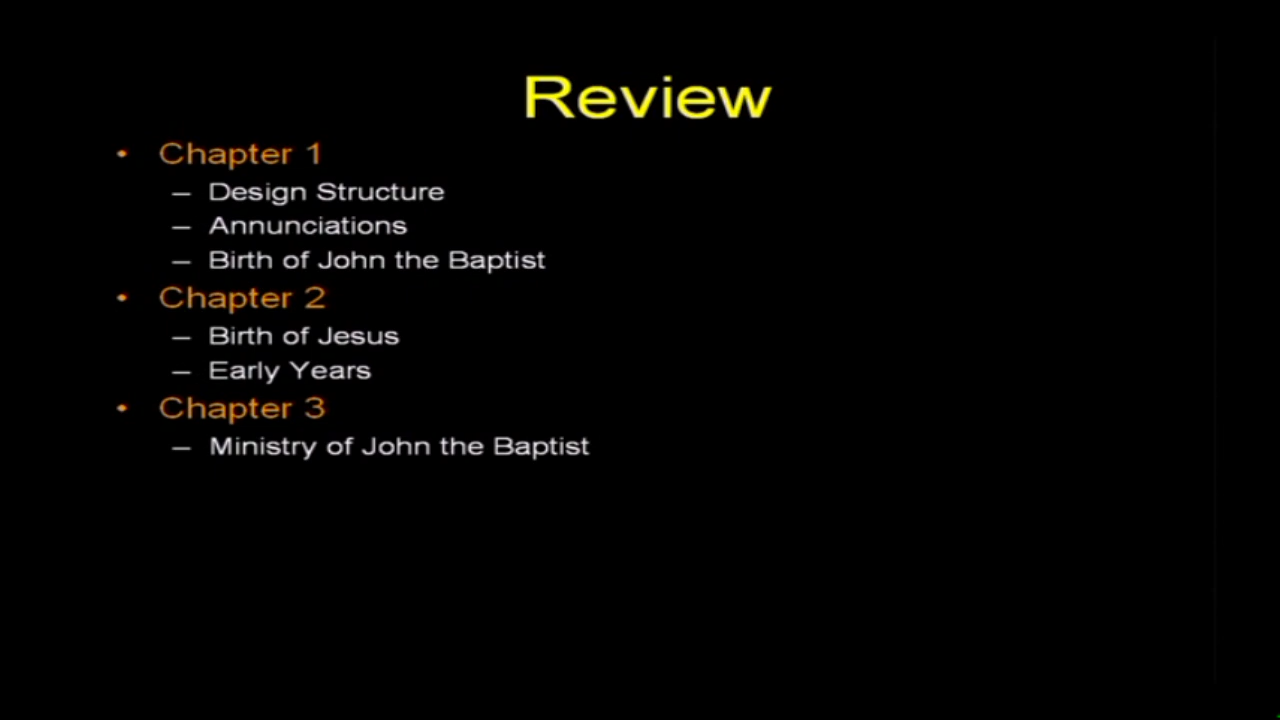 Review
• Chapter 1
– Design Structure
– Annunciations
– Birth of John the Baptist
• Chapter 2
– Birth of Jesus
– Early Years
• Chapter 3
– Ministry of John the Baptist